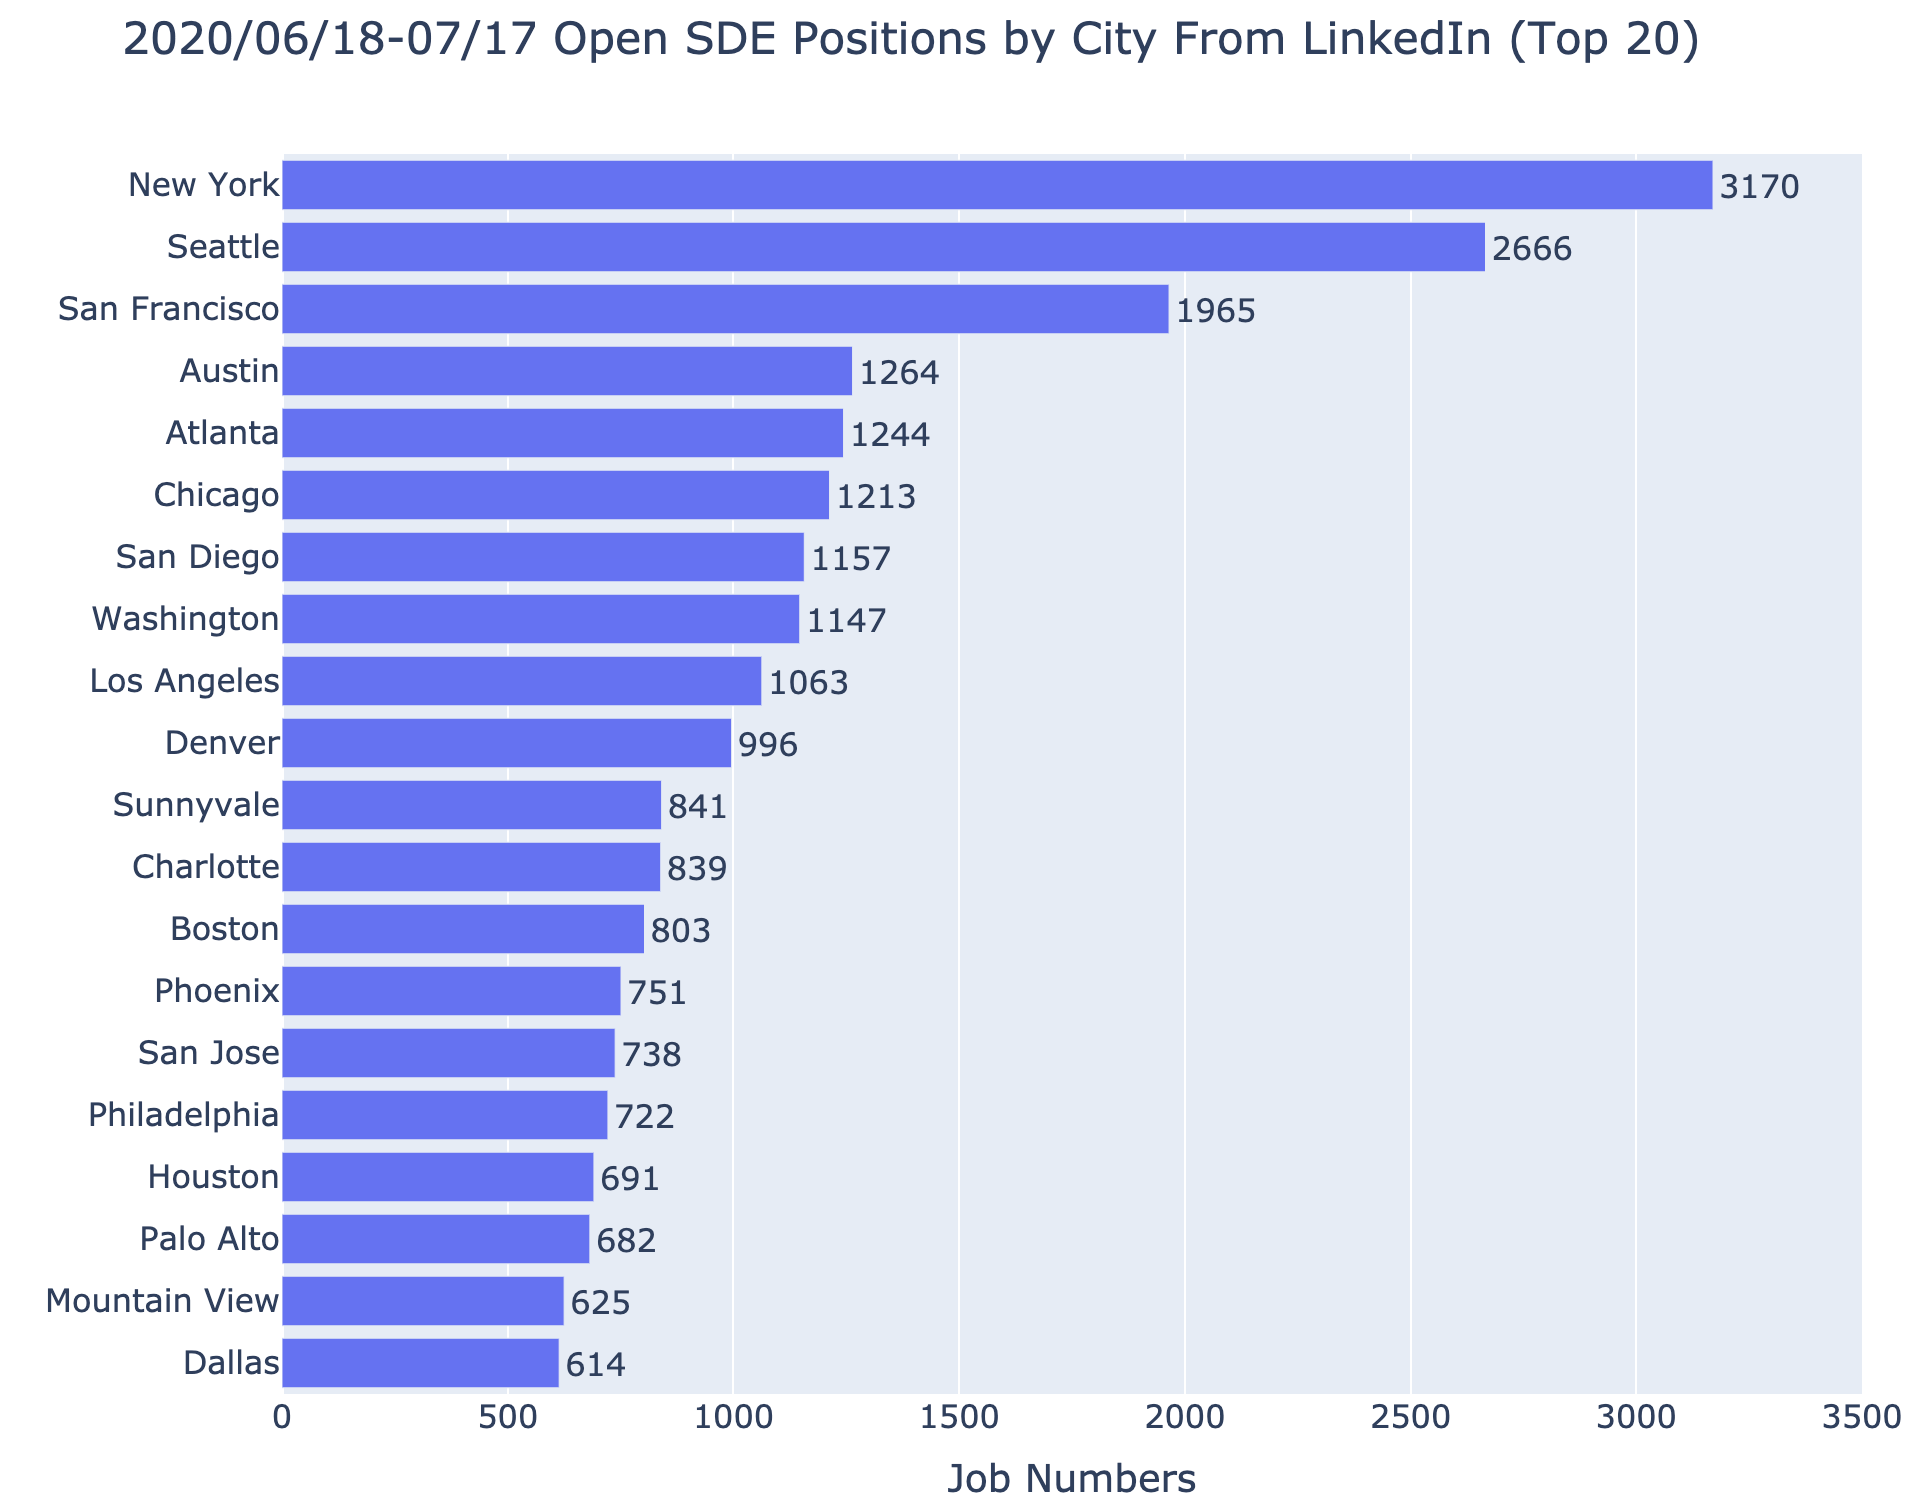 2020/06/18-07/17 Open SDE Positions by City From LinkedIn (Top 20)
New York 3170
Seattle 2666
San Francisco 1965
Austin 1264
Atlanta 1244
Chicago 1213
San Diego 1157
Washington 1147
Los Angeles 1063
Denver 996
Sunnyvale 841
Charlotte 839
Boston 803
Phoenix 751
San Jose 738
Philadelphia 722
Houston 691
Palo Alto 682
Mountain View 625
Dallas 614
0 500 1000 1500 2000 2500 3000 3500
Job Numbers